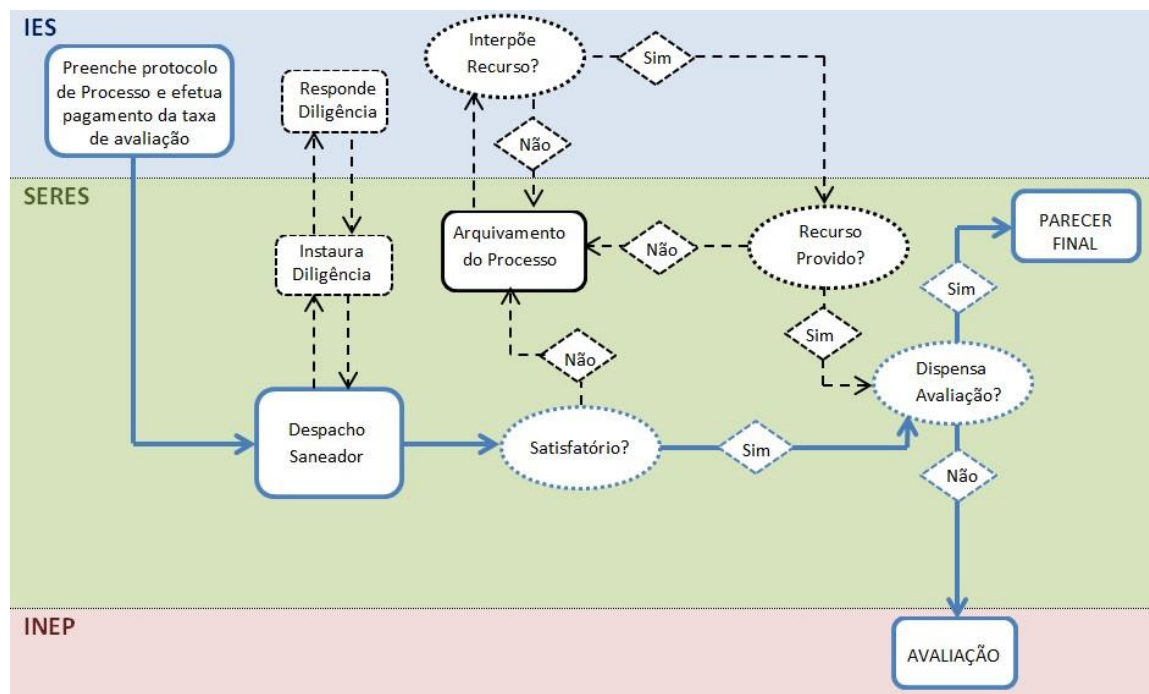 IES
Preenche protocolo
de Processo e efetua
pagamento da taxa
de avaliação
Responde
Diligência
Interpõe
Recurso?
Sim
Não
SERES
Instaura
Diligência
Arquivamento
do Processo
Não
Recurso
Provido?
PARECER
FINAL
Sim
Sim
Não
Dispensa
Avaliação?
Despacho
Saneador
Satisfatório?
Sim
Não
INEP
AVALIAÇÃO